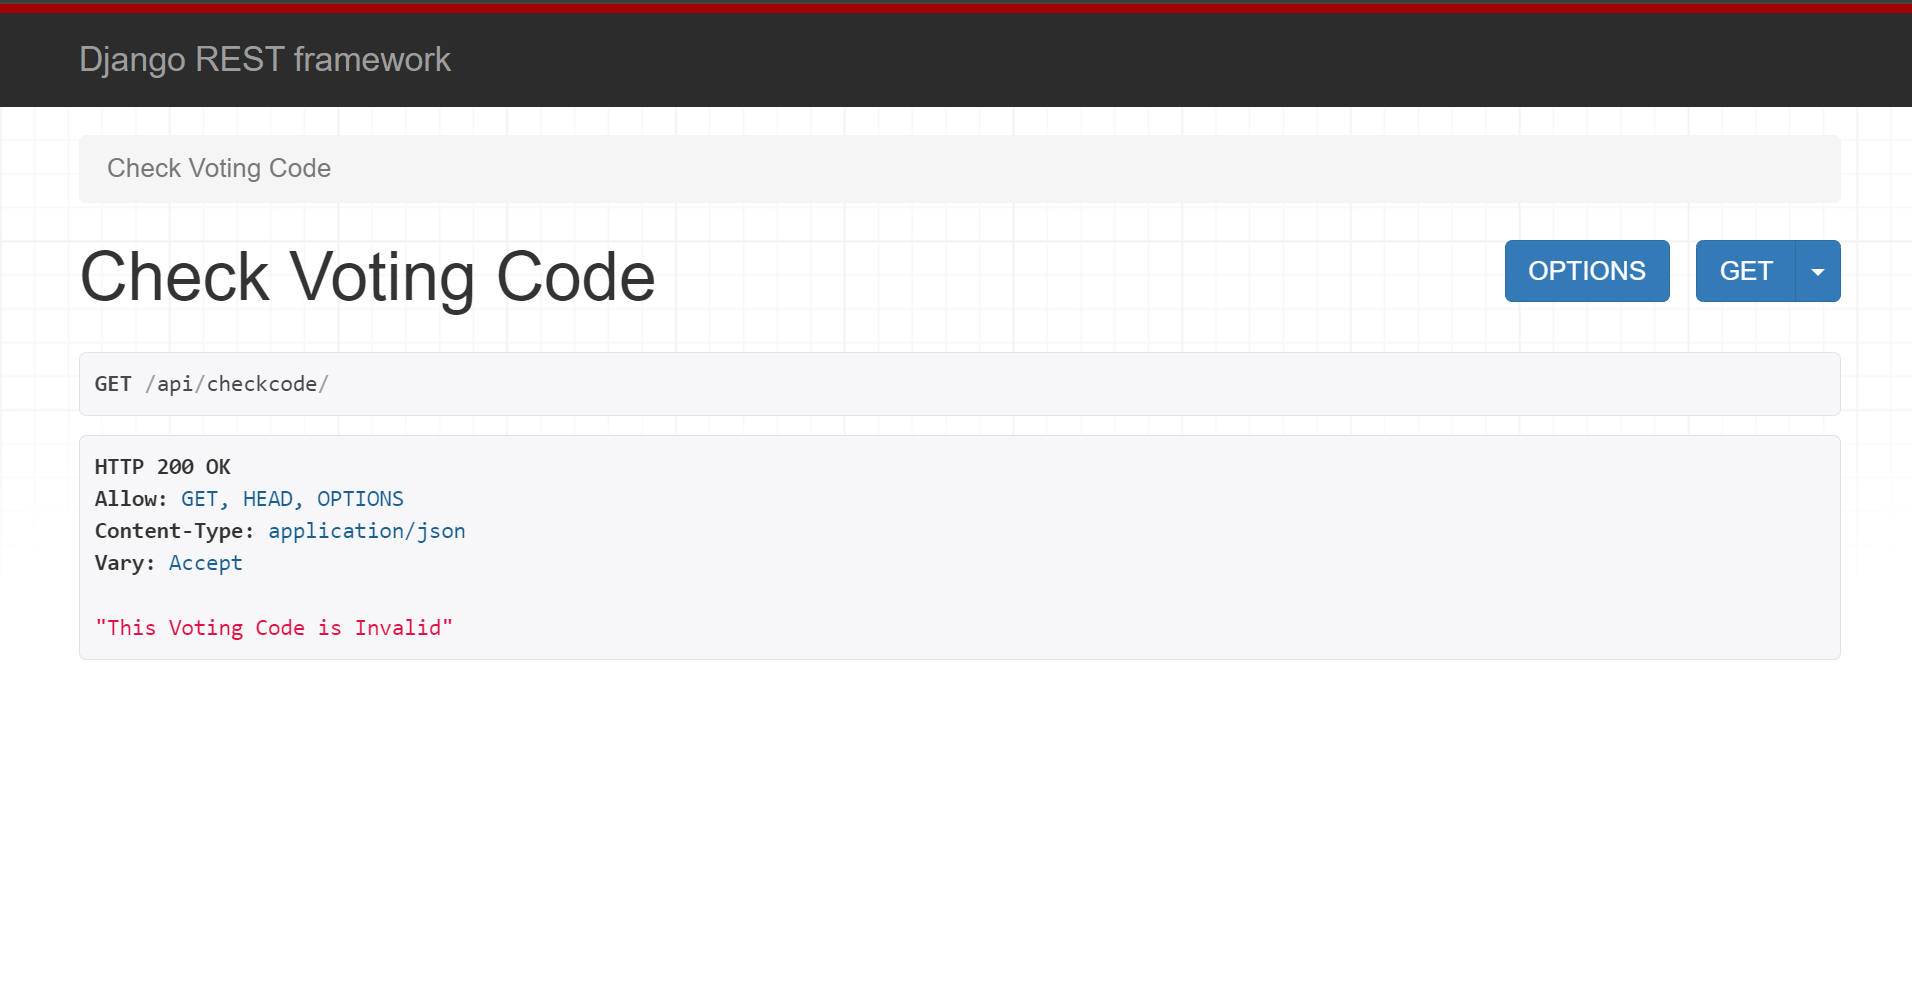 Django REST framework
Check Voting Code
Check Voting Code
OPTIONS
GET
GET /api/checkcode/
HTTP 200 OK
Allow: GET, HEAD, OPTIONS
Content-Type: application/json
Vary: Accept
"This Voting Code is Invalid"